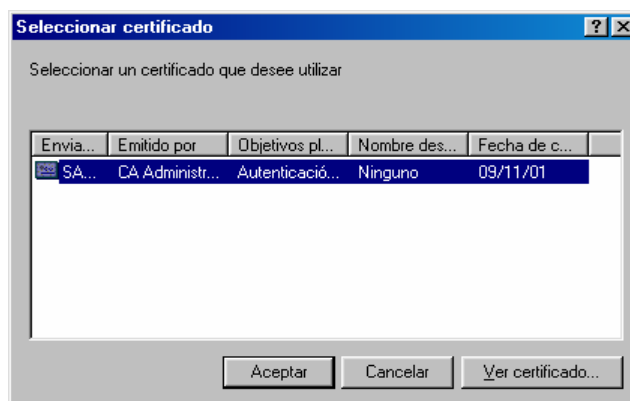 Seleccionar certificado
Seleccionar un certificado que desee utilizar
Envia... Emitido por Objetivos pl... Nombre des... Fecha de c...
SA... CA Administr... Autenticació... Ninguno 09/11/01
Aceptar Cancelar Ver certificado...